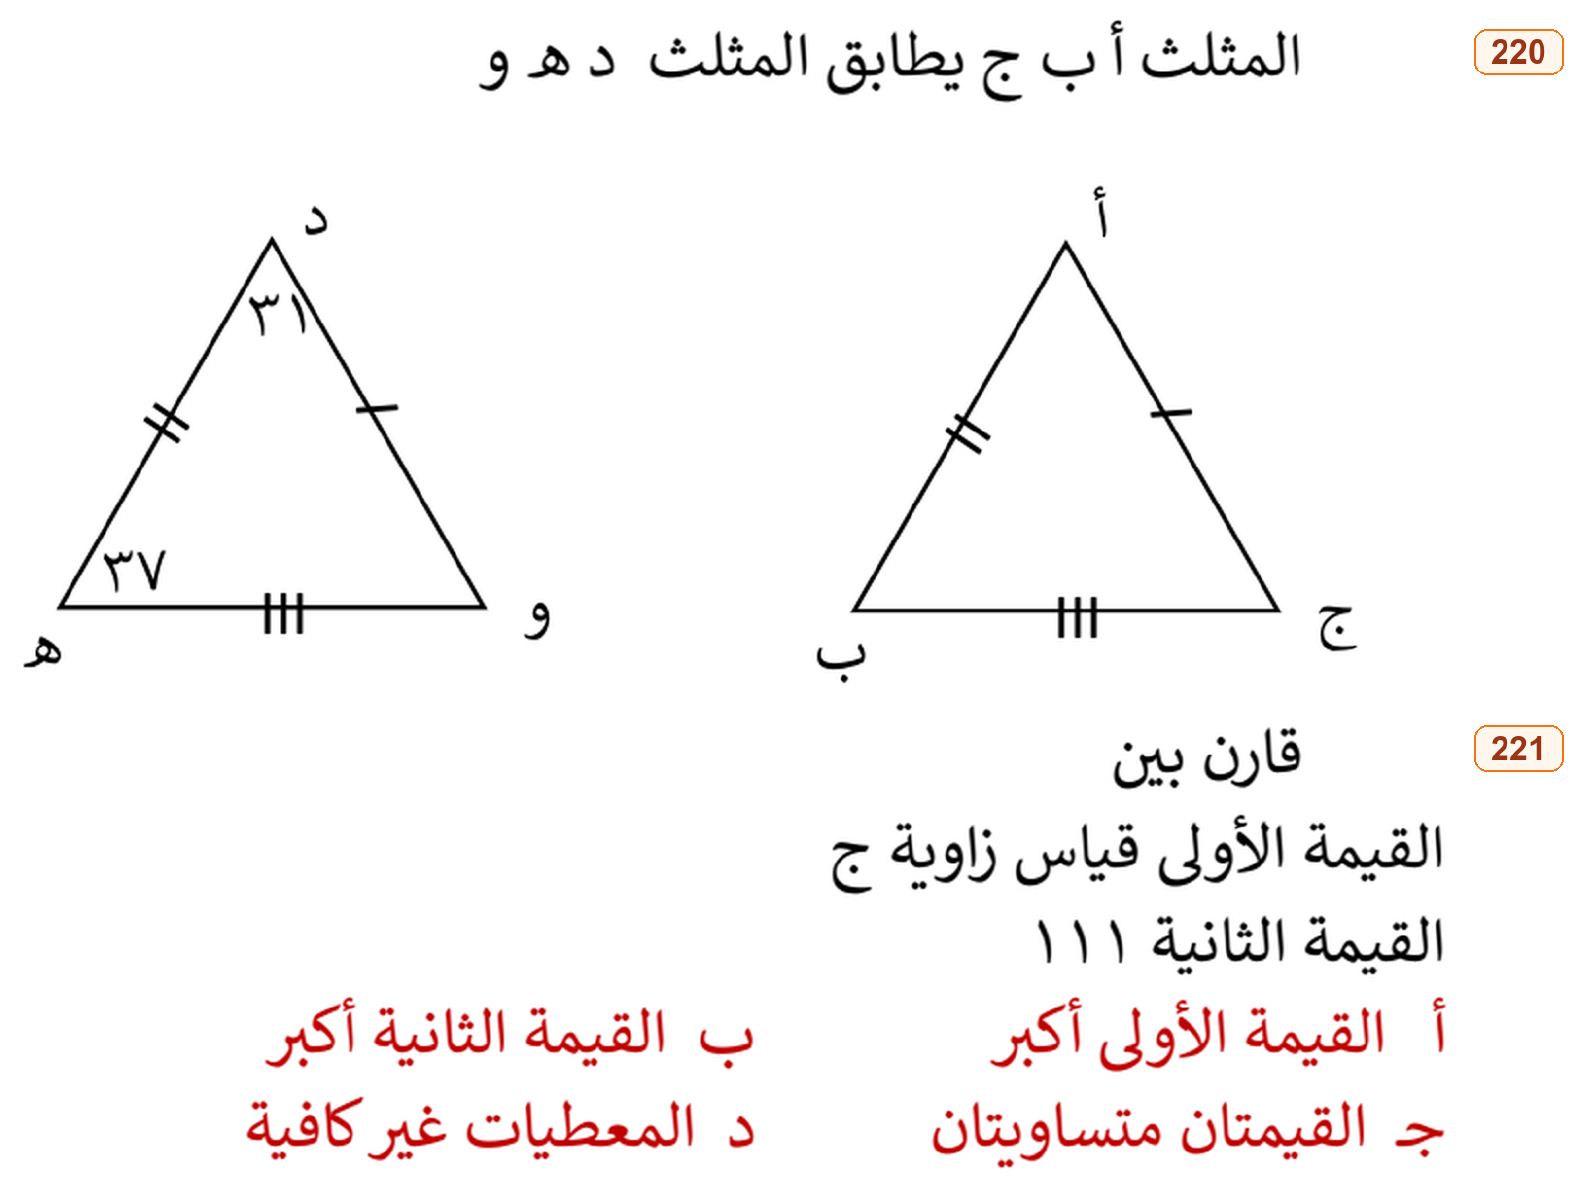 220
المثلث أ ب ج يطابق المثلث د هـ و
د
أ
٣١
٣٧
و
هـ
ج
ب
221
قارن بين
القيمة الأولى قياس زاوية ج
القيمة الثانية ١١١
أ القيمة الأولى أكبر
ب القيمة الثانية أكبر
جـ القيمتان متساويتان
د المعطيات غير كافية